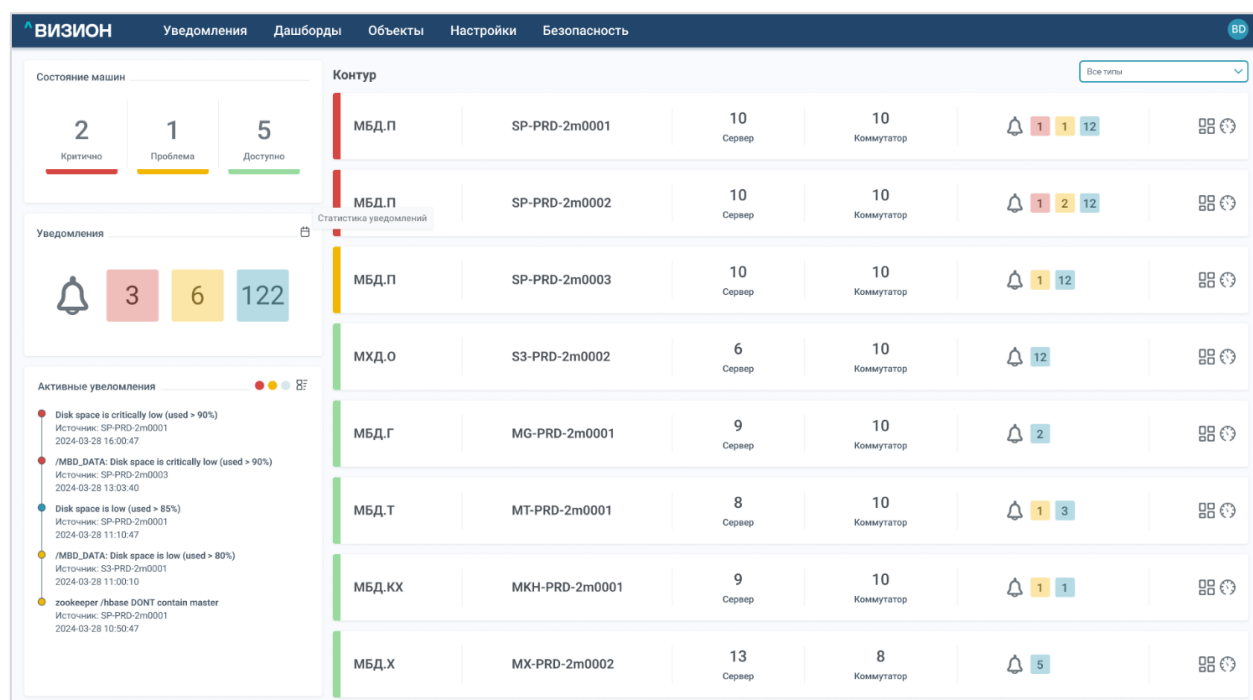 ^ВИЗИОН Уведомления Дашборды Объекты Настройки Безопасность BD
Состояние машин
2 1 5
Критично Проблема Доступно
Статистика уведомлений
Уведомления
3 6 122
Активные увеломления
Disk space is critically low (used > 90%)
Источник: SP-PRD-2m0001
2024-03-28 16:00:47
/MBD_DATA: Disk space is critically low (used > 90%)
Источник: SP-PRD-2m0003
2024-03-28 13:03:40
Disk space is low (used > 85%)
Источник: SP-PRD-2m0001
2024-03-28 11:10:47
/MBD_DATA: Disk space is low (used > 80%)
Источник: S3-PRD-2m0001
2024-03-28 11:00:10
zookeeper /hbase DONT contain master
Источник: SP-PRD-2m0001
2024-03-28 10:50:47
Контур Все типы
МБД.П SP-PRD-2m0001 10 10 1 1 12
Сервер Коммутатор
МБД.П SP-PRD-2m0002 10 10 1 2 12
Сервер Коммутатор
МБД.П SP-PRD-2m0003 10 10 1 12
Сервер Коммутатор
МХД.О S3-PRD-2m0002 6 10 12
Сервер Коммутатор
МБД.Г MG-PRD-2m0001 9 10 2
Сервер Коммутатор
МБД.Т MT-PRD-2m0001 8 10 1 3
Сервер Коммутатор
МБД.КХ MKH-PRD-2m0001 9 10 1 1
Сервер Коммутатор
МБД.Х MX-PRD-2m0002 13 8 5
Сервер Коммутатор